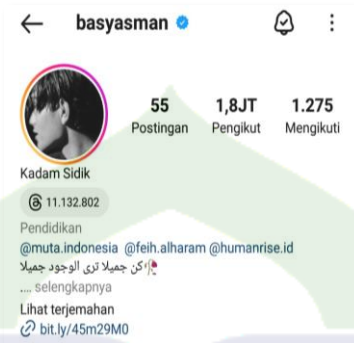 basyasman
55 1,8JT 1.275
Postingan Pengikut Mengikuti
Kadam Sidik
11.132.802
Pendidikan
@muta.indonesia @feih.alharam @humanrise.id
كن جميلا ترى الوجود جميلا🥀
.... selengkapnya
Lihat terjemahan
bit.ly/45m29M0